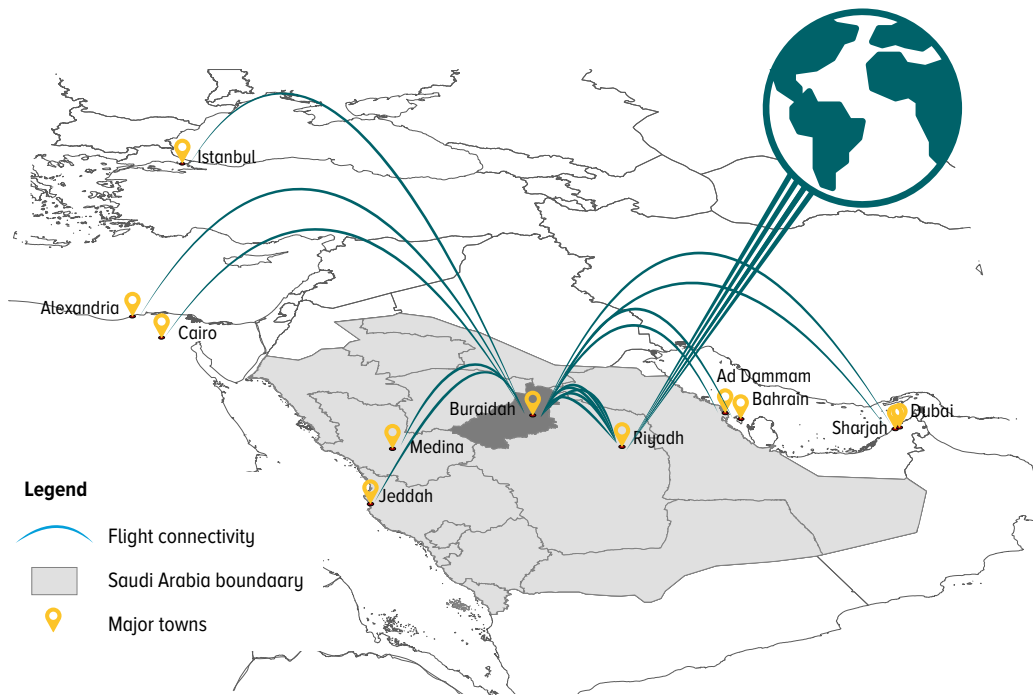 Istanbul
Alexandria
Cairo
Ad Dammam
Bahrain
Buraidah
Dubai
Sharjah
Riyadh
Medina
Jeddah
Legend
Flight connectivity
Saudi Arabia boundaary
Major towns